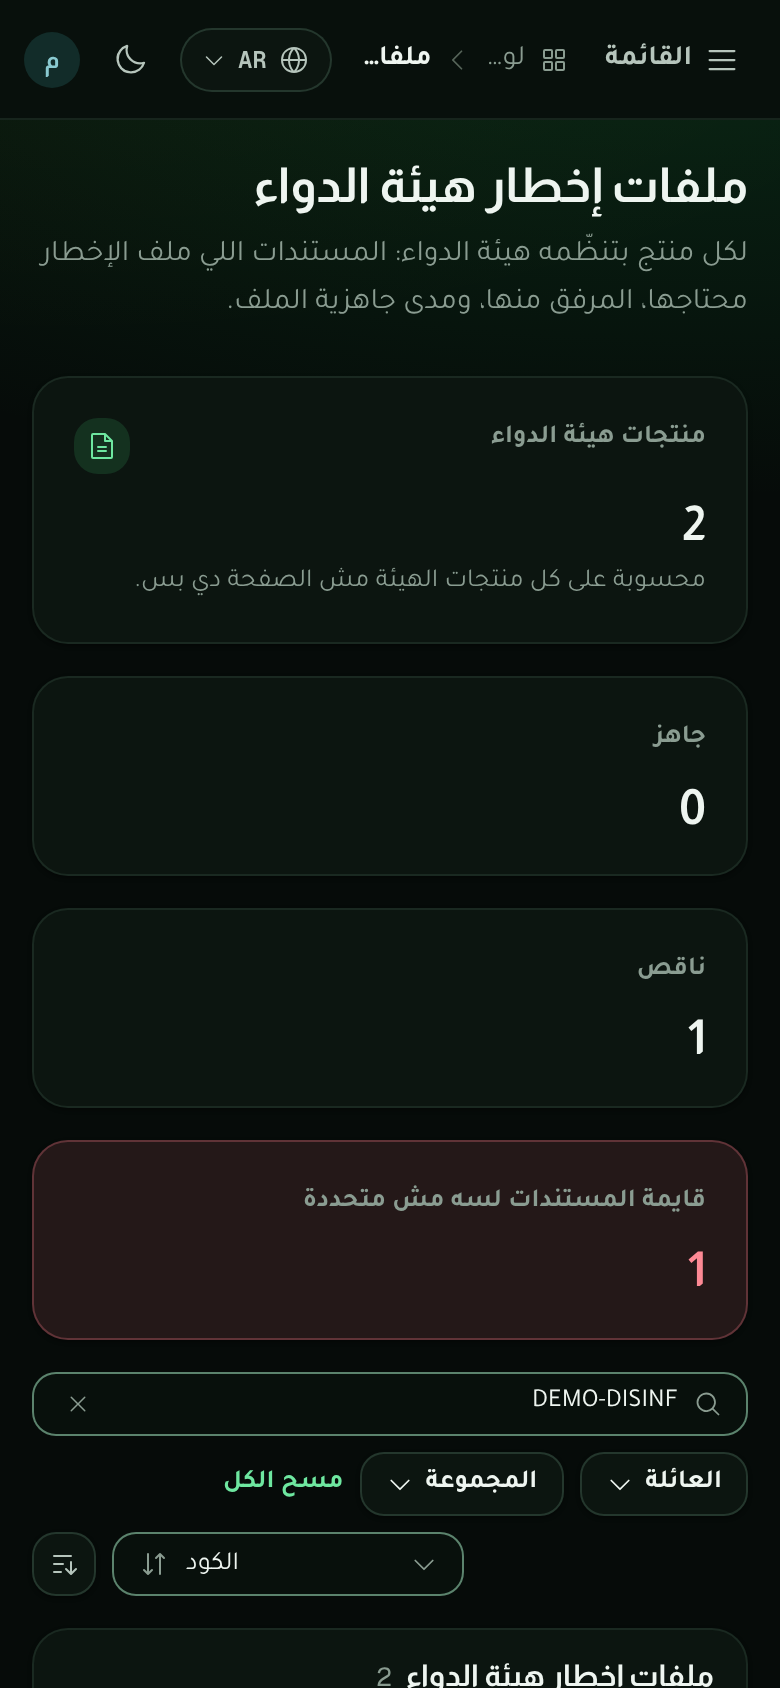 القائمة
لو...
ملفا...
AR
م
ملفات إخطار هيئة الدواء
لكل منتج بتنظّمه هيئة الدواء: المستندات اللي ملف الإخطار
محتاجها، المرفق منها، ومدى جاهزية الملف.
منتجات هيئة الدواء
2
محسوبة على كل منتجات الهيئة مش الصفحة دي بس.
جاهز
0
ناقص
1
قايمة المستندات لسه مش متحددة
1
DEMO-DISINF
العائلة
المجموعة
مسح الكل
الكود
ملفات إخطار هيئة الدواء 2